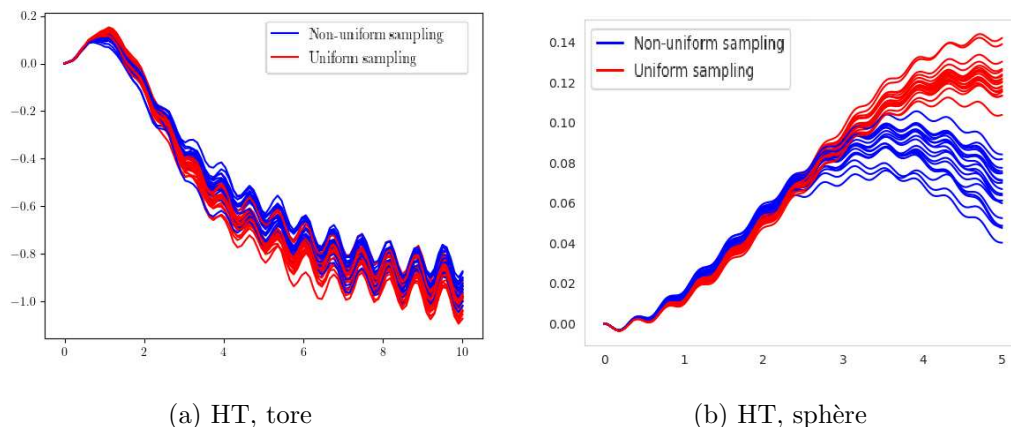 0.2
0.0
−0.2
−0.4
−0.6
−0.8
−1.0
0 2 4 6 8 10
Non-uniform sampling
Uniform sampling
(a) HT, tore
0.14
0.12
0.10
0.08
0.06
0.04
0.02
0.00
0 1 2 3 4 5
Non-uniform sampling
Uniform sampling
(b) HT, sphère